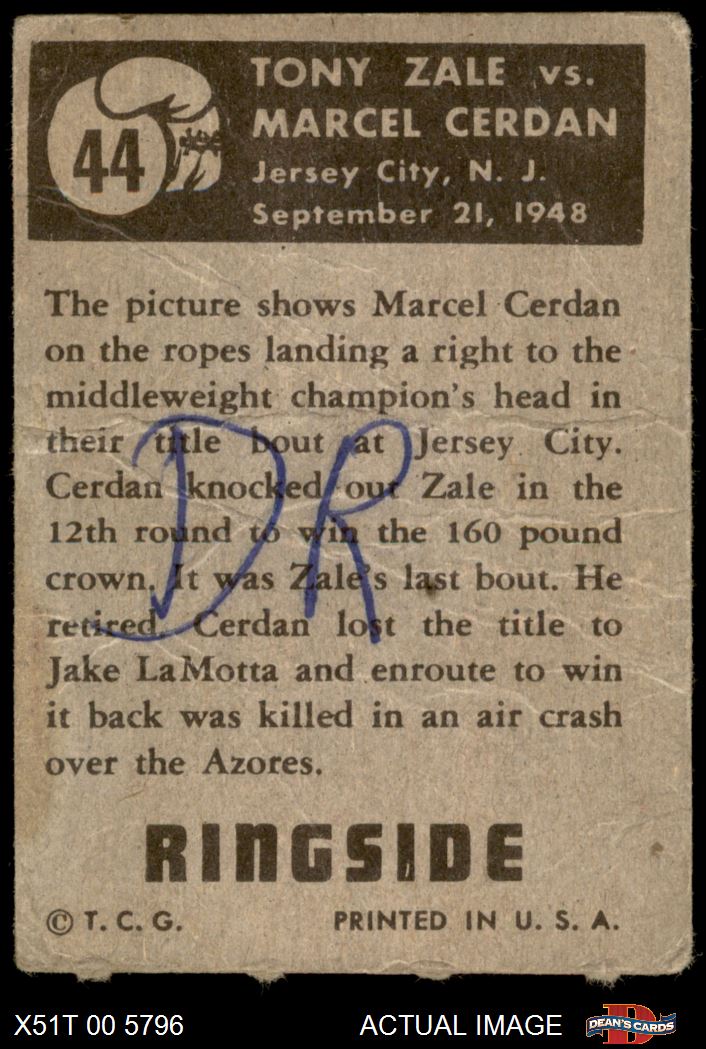 44
TONY ZALE vs.
MARCEL CERDAN
Jersey City, N. J.
September 21, 1948
The picture shows Marcel Cerdan
on the ropes landing a right to the
middleweight champion's head in
their title bout at Jersey City.
Cerdan knocked out Zale in the
12th round to win the 160 pound
crown. It was Zale's last bout. He
retired. Cerdan lost the title to
Jake LaMotta and enroute to win
it back was killed in an air crash
over the Azores.
DR
RINGSIDE
© T. C. G. PRINTED IN U. S. A.
X51T 00 5796 ACTUAL IMAGE D DEAN'S CARDS